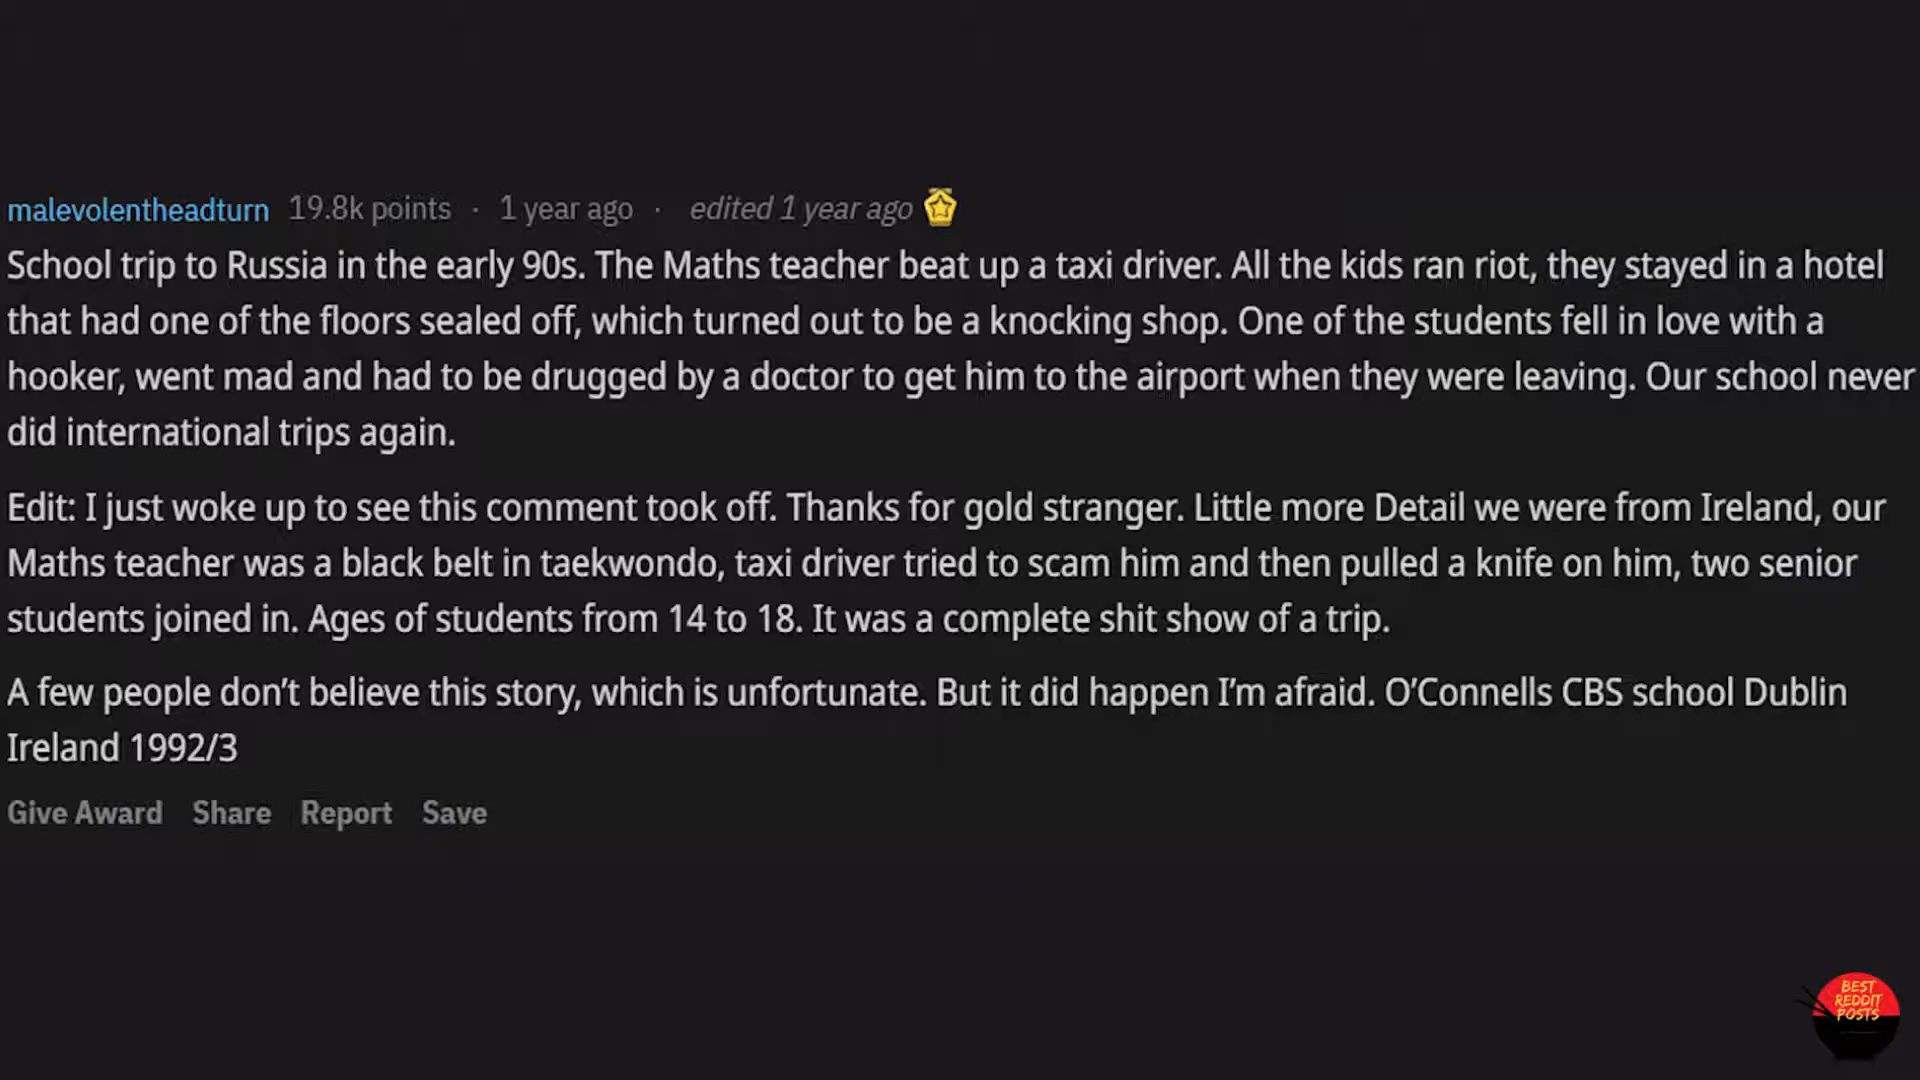 malevolentheadturn 19.8k points · 1 year ago · edited 1 year ago
School trip to Russia in the early 90s. The Maths teacher beat up a taxi driver. All the kids ran riot, they stayed in a hotel
that had one of the floors sealed off, which turned out to be a knocking shop. One of the students fell in love with a
hooker, went mad and had to be drugged by a doctor to get him to the airport when they were leaving. Our school never
did international trips again.
Edit: I just woke up to see this comment took off. Thanks for gold stranger. Little more Detail we were from Ireland, our
Maths teacher was a black belt in taekwondo, taxi driver tried to scam him and then pulled a knife on him, two senior
students joined in. Ages of students from 14 to 18. It was a complete shit show of a trip.
A few people don’t believe this story, which is unfortunate. But it did happen I’m afraid. O’Connells CBS school Dublin
Ireland 1992/3
Give Award Share Report Save
BEST
REDDIT
POSTS